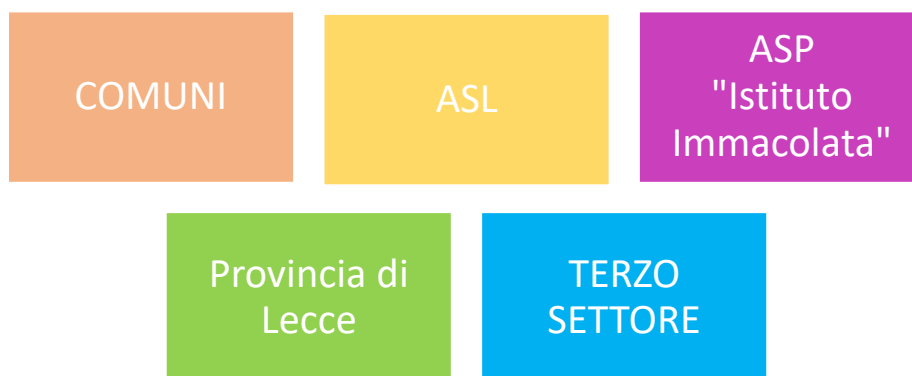 COMUNI
ASL
ASP
"Istituto
Immacolata"
Provincia di
Lecce
TERZO
SETTORE